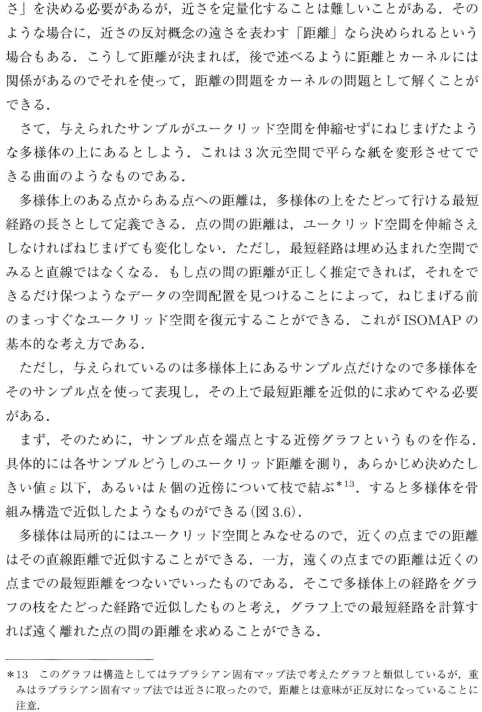 さ」を決める必要があるが，近さを定量化することは難しいことがある．その
ような場合に，近さの反対概念の遠さを表わす「距離」なら決められるという
場合もある．こうして距離が決まれば，後で述べるように距離とカーネルには
関係があるのでそれを使って，距離の問題をカーネルの問題として解くことが
できる．
さて，与えられたサンプルがユークリッド空間を伸縮せずにねじまげたよう
な多様体の上にあるとしよう．これは3次元空間で平らな紙を変形させてで
きる曲面のようなものである．
多様体上のある点からある点への距離は，多様体の上をたどって行ける最短
経路の長さとして定義できる．点の間の距離は，ユークリッド空間を伸縮さえ
しなければねじまげても変化しない．ただし，最短経路は埋め込まれた空間で
みると直線ではなくなる．もし点の間の距離が正しく推定できれば，それをで
きるだけ保つようなデータの空間配置を見つけることによって，ねじまげる前
のまっすぐなユークリッド空間を復元することができる．これが ISOMAP の
基本的な考え方である．
ただし，与えられているのは多様体上にあるサンプル点だけなので多様体を
そのサンプル点を使って表現し，その上で最短距離を近似的に求めてやる必要
がある．
まず，そのために，サンプル点を端点とする近傍グラフというものを作る．
具体的には各サンプルどうしのユークリッド距離を測り，あらかじめ決めたし
きい値 ε 以下，あるいは k 個の近傍について枝で結ぶ*13．すると多様体を骨
組み構造で近似したようなものができる(図3.6)．
多様体は局所的にはユークリッド空間とみなせるので，近くの点までの距離
はその直線距離で近似することができる．一方，遠くの点までの距離は近くの
点までの最短距離をつないでいったものである．そこで多様体上の経路をグラ
フの枝をたどった経路で近似したものと考え，グラフ上での最短経路を計算す
れば遠く離れた点の間の距離を求めることができる．
*13 このグラフは構造としてはラプラシアン固有マップ法で考えたグラフと類似しているが，重
みはラプラシアン固有マップ法では近さに取ったので，距離とは意味が正反対になっていることに
注意．